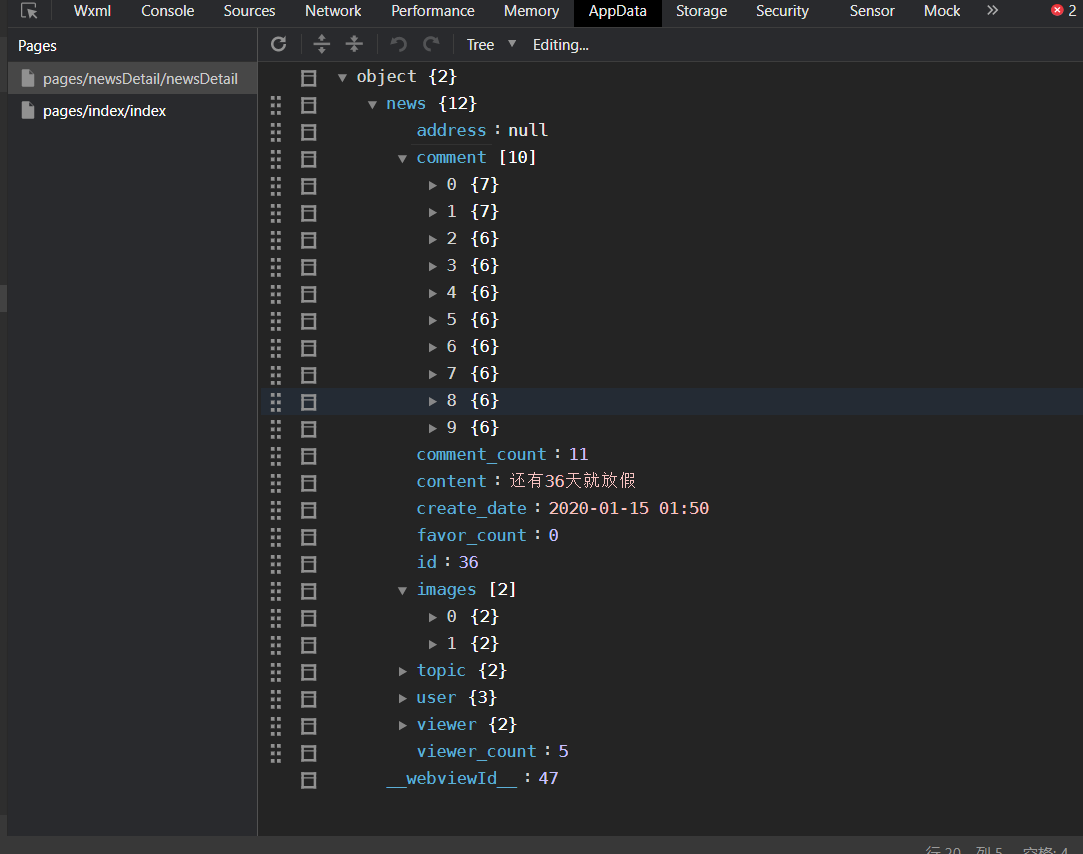 Wxml Console Sources Network Performance Memory AppData Storage Security Sensor Mock 2
Pages
Tree Editing...
pages/newsDetail/newsDetail
pages/index/index
object {2}
news {12}
address : null
comment [10]
0 {7}
1 {7}
2 {6}
3 {6}
4 {6}
5 {6}
6 {6}
7 {6}
8 {6}
9 {6}
comment_count : 11
content : 还有36天就放假
create_date : 2020-01-15 01:50
favor_count : 0
id : 36
images [2]
0 {2}
1 {2}
topic {2}
user {3}
viewer {2}
viewer_count : 5
__webviewId__ : 47
行 20, 列 5 空格: 4